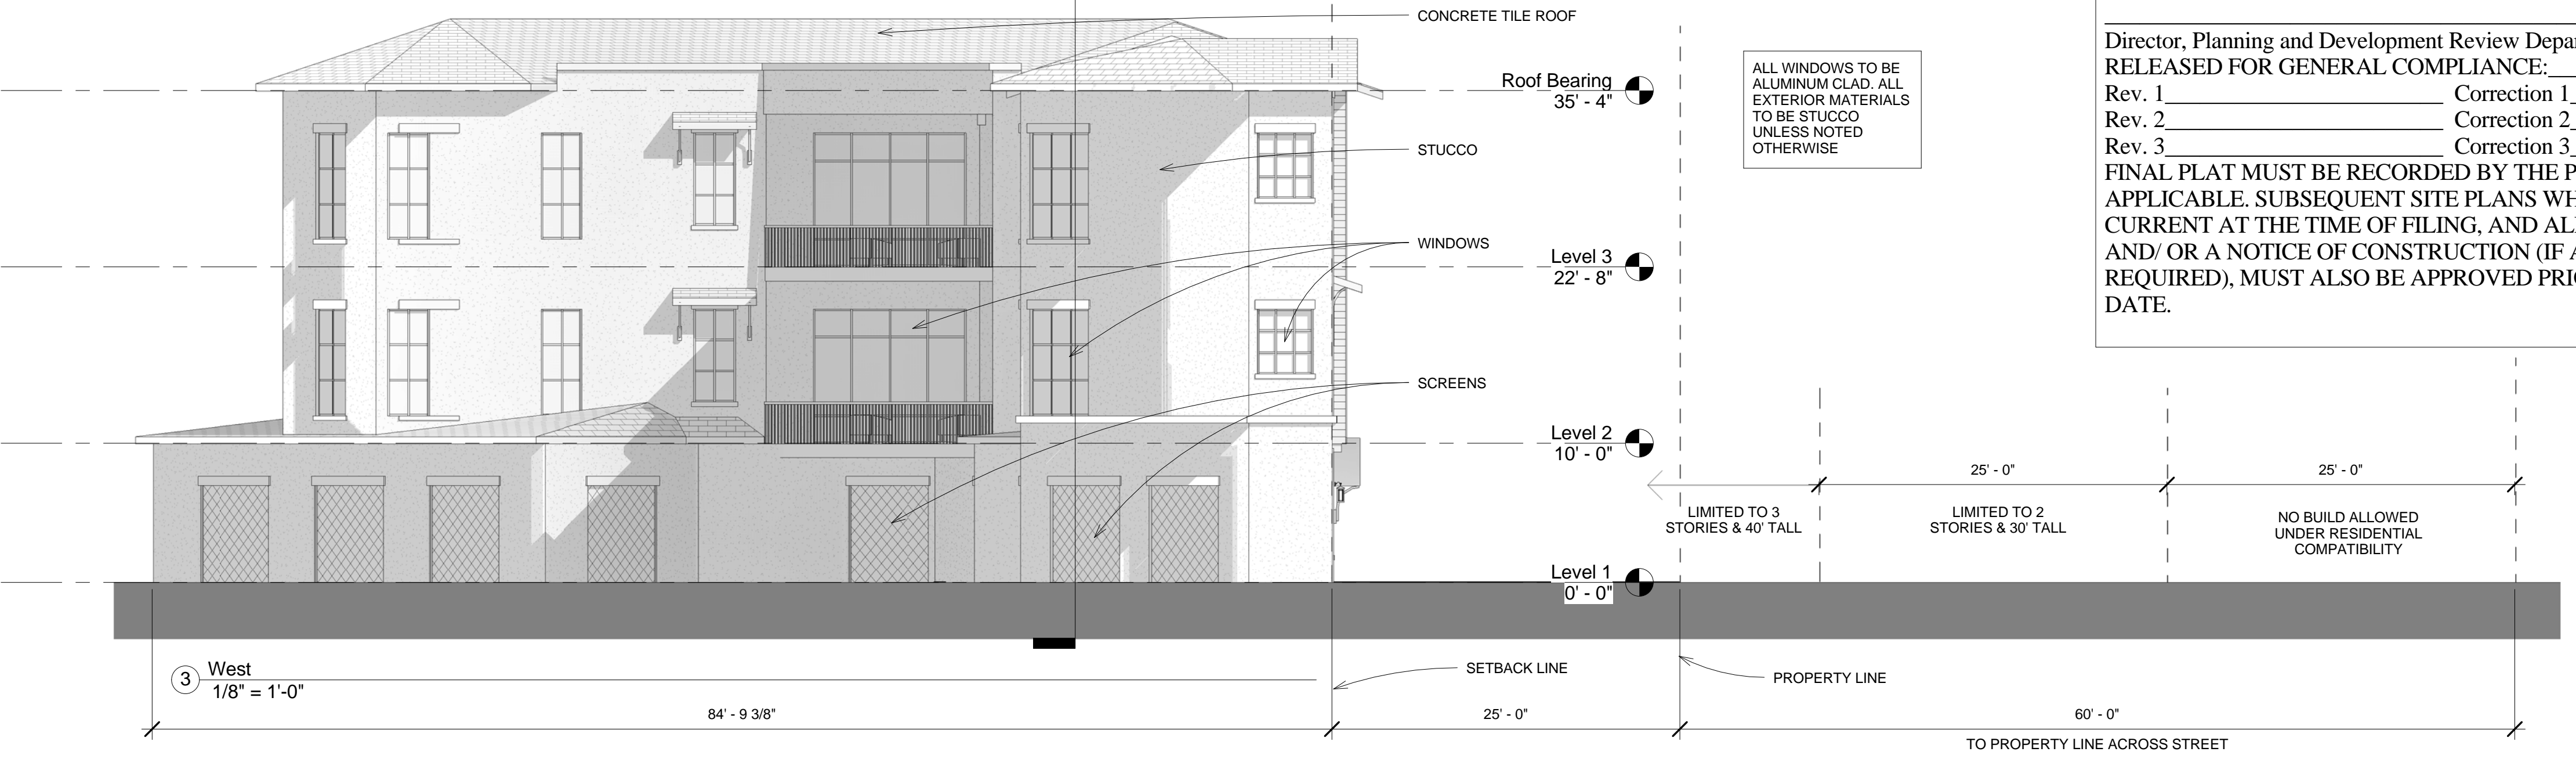 CONCRETE TILE ROOF
Roof Bearing
35' - 4"
STUCCO
WINDOWS
Level 3
22' - 8"
SCREENS
Level 2
10' - 0"
Level 1
0' - 0"
ALL WINDOWS TO BE
ALUMINUM CLAD. ALL
EXTERIOR MATERIALS
TO BE STUCCO
UNLESS NOTED
OTHERWISE
Director, Planning and Development Review Depar
RELEASED FOR GENERAL COMPLIANCE:
Rev. 1 Correction 1
Rev. 2 Correction 2
Rev. 3 Correction 3
FINAL PLAT MUST BE RECORDED BY THE P
APPLICABLE. SUBSEQUENT SITE PLANS WH
CURRENT AT THE TIME OF FILING, AND AL
AND/ OR A NOTICE OF CONSTRUCTION (IF A
REQUIRED), MUST ALSO BE APPROVED PRI
DATE.
25' - 0"
25' - 0"
LIMITED TO 3
STORIES & 40' TALL
LIMITED TO 2
STORIES & 30' TALL
NO BUILD ALLOWED
UNDER RESIDENTIAL
COMPATIBILITY
3 West
1/8" = 1'-0"
SETBACK LINE
PROPERTY LINE
84' - 9 3/8"
25' - 0"
60' - 0"
TO PROPERTY LINE ACROSS STREET